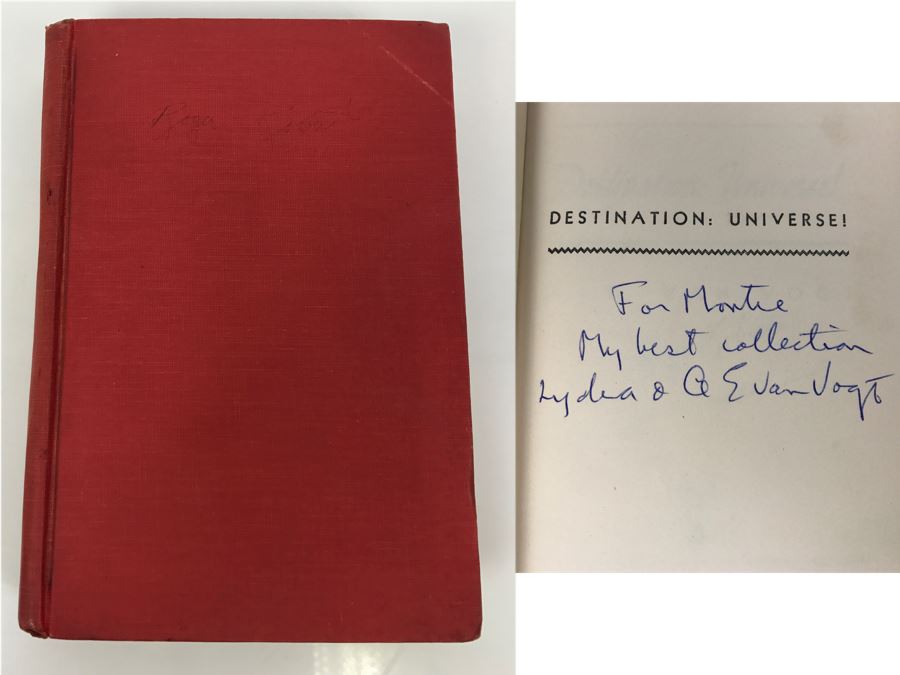 DESTINATION: UNIVERSE!
For Montie
My best collection
Lydia & A E van Vogt